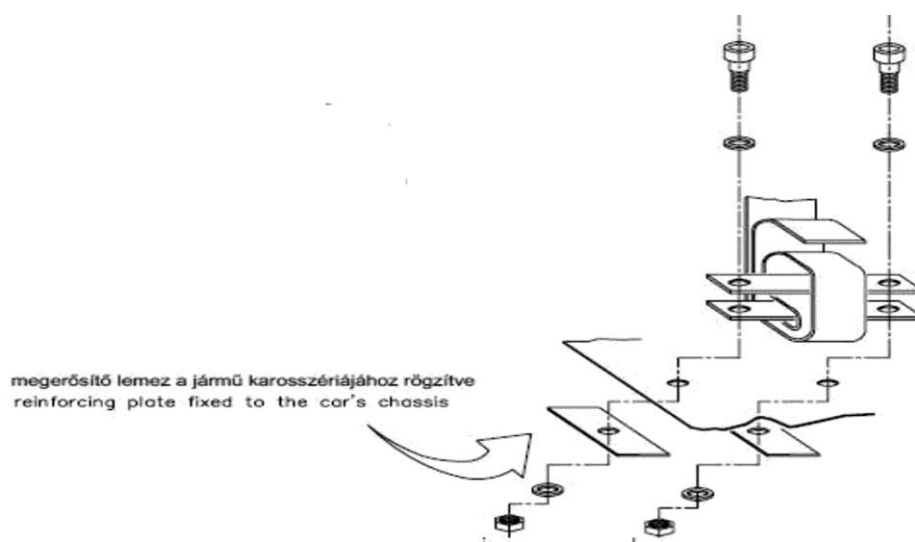 megerősítő lemez a jármű karosszériájához rögzítve
reinforcing plate fixed to the car's chassis